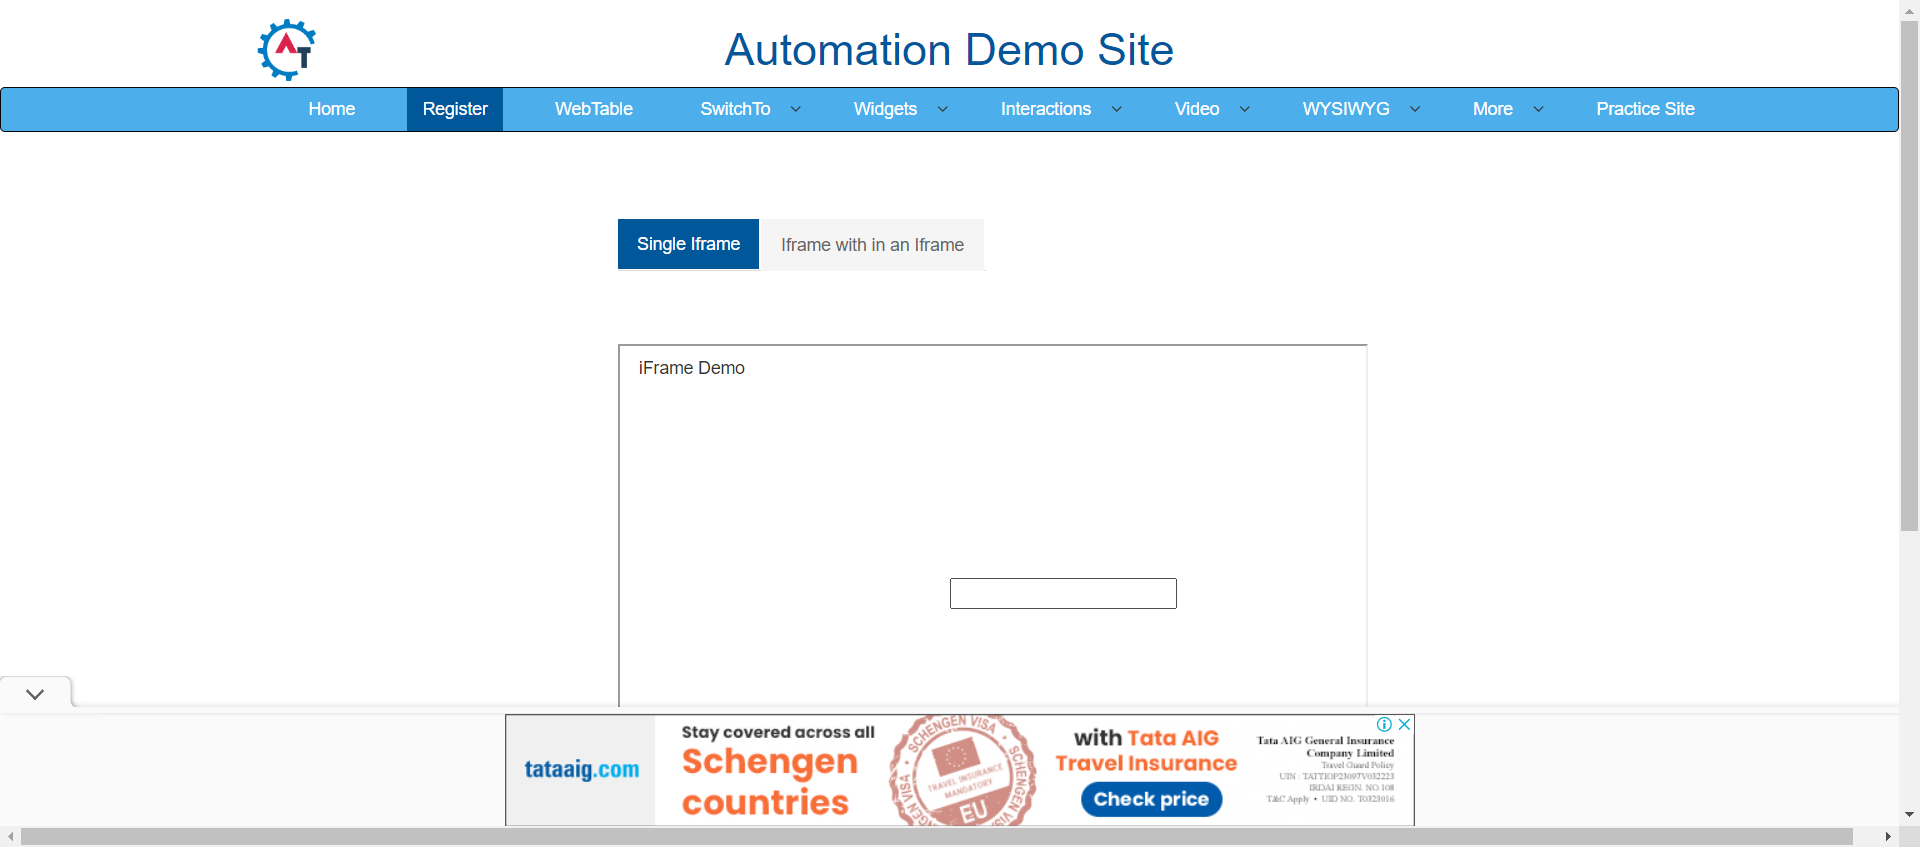 AT
Automation Demo Site
Home Register WebTable SwitchTo Widgets Interactions Video WYSIWYG More Practice Site
Single Iframe Iframe with in an Iframe
iFrame Demo
tataaig.com
Stay covered across all
Schengen
countries
SCHENGEN VISA • SCHENGEN VISA
TRAVEL INSURANCE
MANDATORY
EU
with Tata AIG
Travel Insurance
Check price
Tata AIG General Insurance
Company Limited
Travel Guard Policy
UIN : TATTIOP23097V032223
IRDAI REGN. NO.108
T&C Apply • UID NO. T0323016